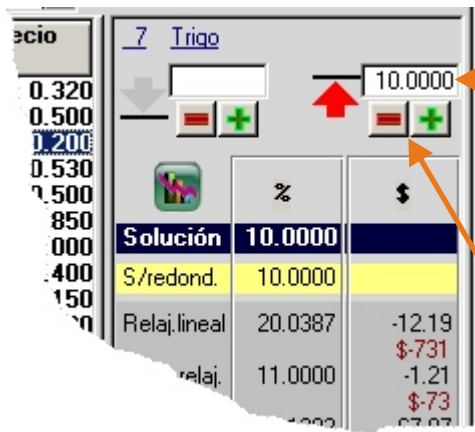 ecio
0.320
0.500
0.200
0.530
0.500
850
000
.400
150
7 Trigo
10.0000
% $
Solución 10.0000
S/redond. 10.0000
Relaj.lineal 20.0387 -12.19
$-731
relaj. 11.0000 -1.21
$-73